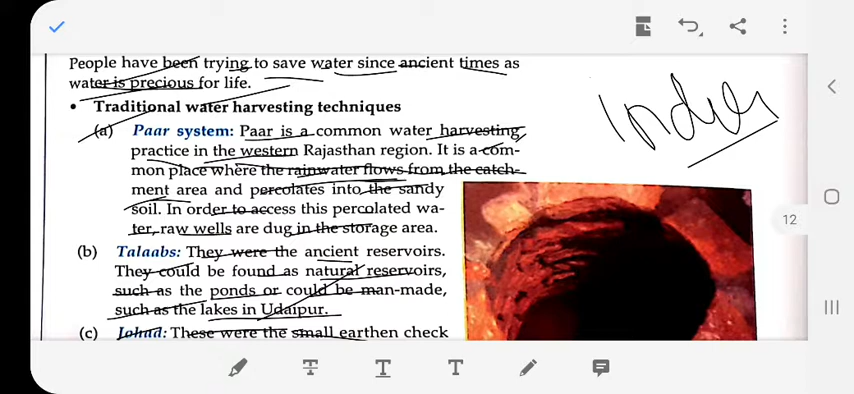 People have been trying to save water since ancient times as
water is precious for life.
• Traditional water harvesting techniques
(a) Paar system: Paar is a common water harvesting
practice in the western Rajasthan region. It is a com-
mon place where the rainwater flows from the catch-
ment area and percolates into the sandy
soil. In order to access this percolated wa-
ter, raw wells are dug in the storage area.
(b) Talaabs: They were the ancient reservoirs.
They could be found as natural reservoirs,
such as the ponds or could be man-made,
such as the lakes in Udaipur.
(c) Johad: These were the small earthen check
12